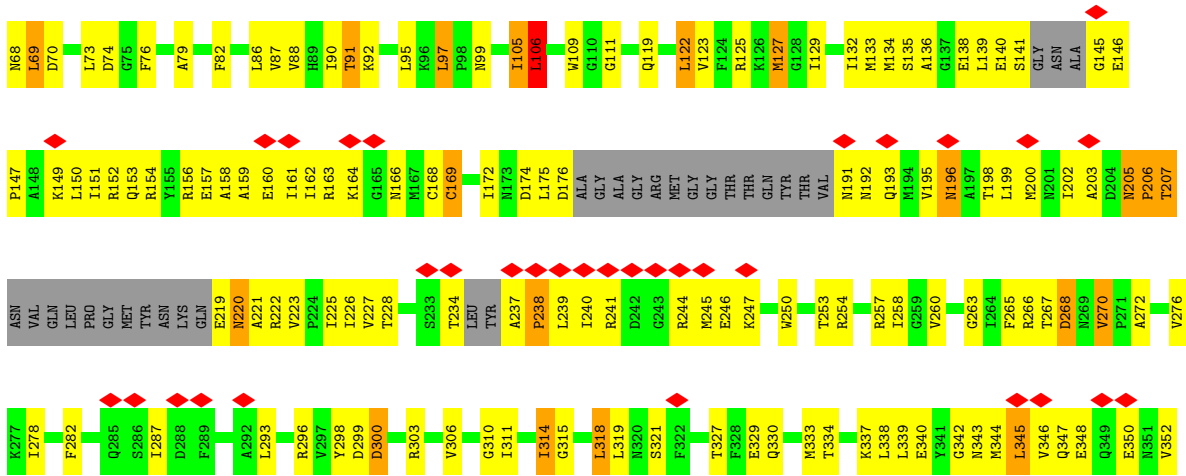 N68 L69 D70 L73 D74 G75 F76 A79 F82 L86 V87 V88 H89 I90 T91 K92 L95 K96 L97 P98 N99 I105 L106 W109 G110 G111 Q119 L122 V123 F124 R125 K126 M127 G128 I129 I132 M133 M134 S135 A136 G137 E138 L139 E140 S141 GLY ASN ALA G145 E146
P147 A148 K149 L150 I151 R152 Q153 R154 Y155 R156 E157 A158 A159 E160 I161 I162 R163 K164 G165 N166 M167 C168 C169 I172 N173 D174 L175 D176 ALA GLY ALA GLY ARG MET GLY GLY THR THR GLN TYR THR VAL N191 N192 Q193 M194 V195 N196 A197 T198 L199 M200 N201 I202 A203 D204 N205 P206 T207
ASN VAL GLN LEU PRO GLY MET TYR ASN LYS GLN E219 N220 A221 R222 V223 P224 I225 I226 V227 T228 S233 T234 LEU TYR A237 P238 L239 I240 R241 D242 G243 R244 M245 E246 K247 W250 T253 R254 R257 I258 G259 V260 G263 I264 F265 R266 T267 D268 N269 V270 P271 A272 V276
K277 I278 F282 Q285 S286 I287 D288 F289 A292 L293 R296 V297 Y298 D299 D300 R303 V306 G310 I311 I314 G315 L318 L319 N320 S321 F322 T327 F328 E329 Q330 M333 T334 K337 L338 L339 E340 Y341 G342 N343 M344 L345 V346 Q347 E348 Q349 E350 N351 V352